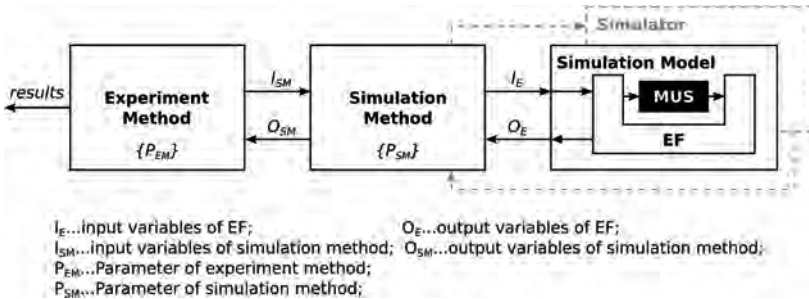 Simulator
Simulation Model
results
Experiment
Method
{P_EM}
I_SM
O_SM
Simulation
Method
{P_SM}
I_E
O_E
MUS
EF
I_E...input variables of EF; O_E...output variables of EF;
I_SM...input variables of simulation method; O_SM...output variables of simulation method;
P_EM...Parameter of experiment method;
P_SM...Parameter of simulation method;